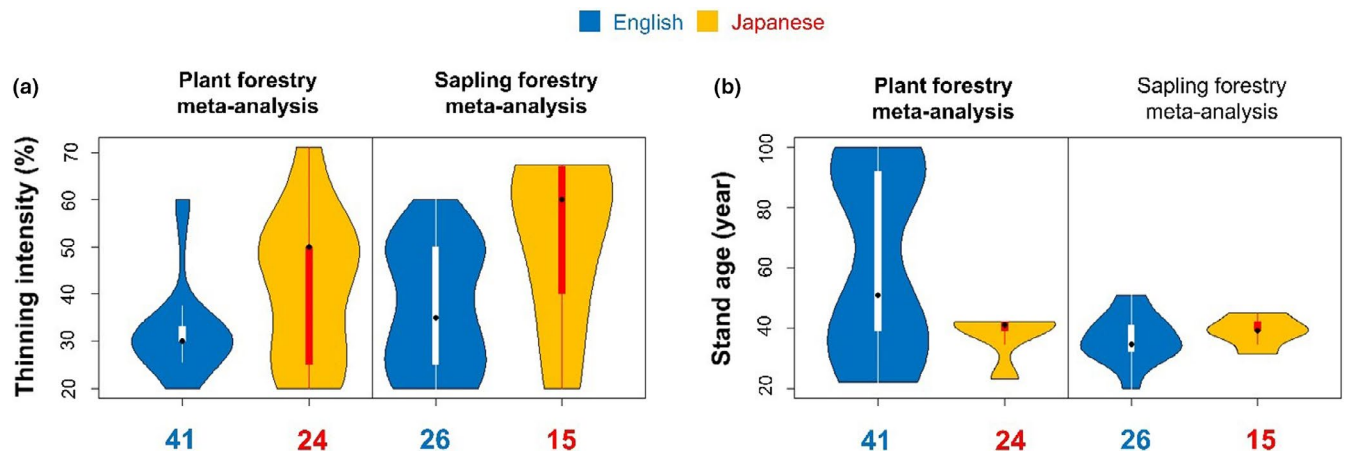 English Japanese
(a)
Plant forestry
meta-analysis
Sapling forestry
meta-analysis
Thinning intensity (%)
70
60
50
40
30
20
41 24 26 15
(b)
Plant forestry
meta-analysis
Sapling forestry
meta-analysis
Stand age (year)
100
80
60
40
20
41 24 26 15